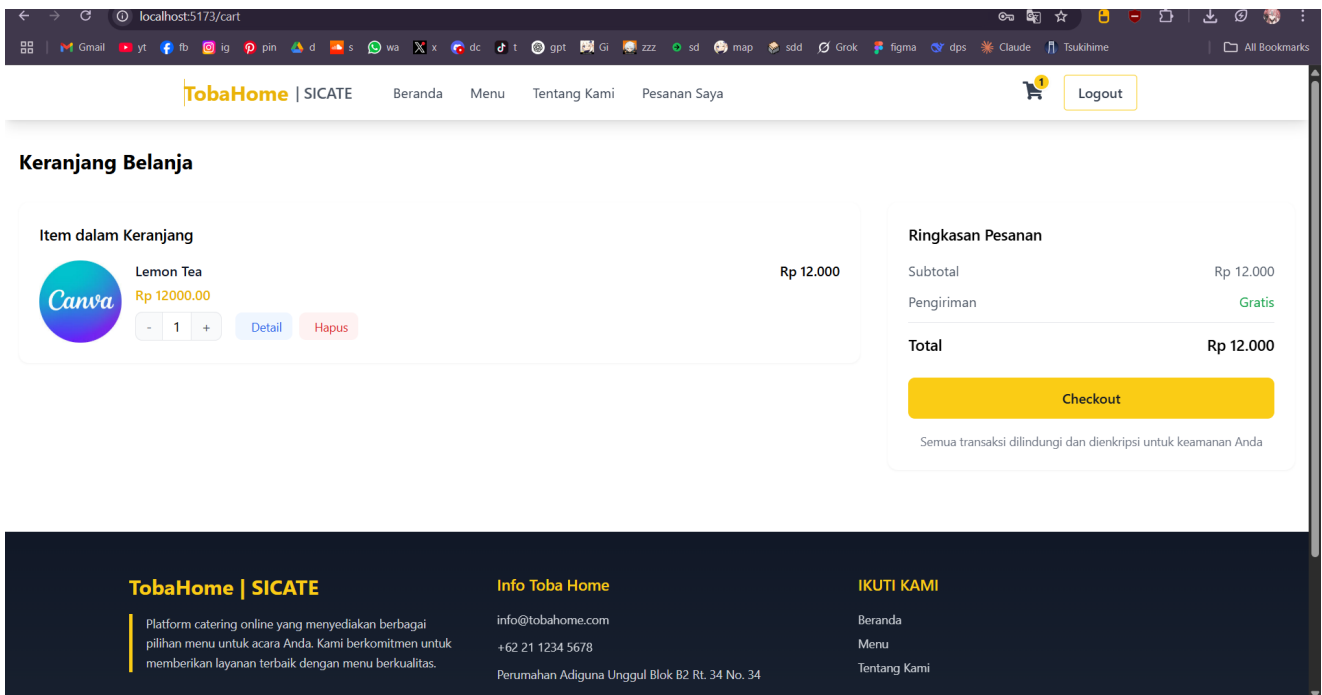 localhost:5173/cart
Gmail yt fb ig pin d s wa x dc t gpt Gi zzz sd map sdd Grok figma dps Claude Tsukihime All Bookmarks
TobaHome | SICATE Beranda Menu Tentang Kami Pesanan Saya 1 Logout
Keranjang Belanja
Item dalam Keranjang
Canva
Lemon Tea Rp 12.000
Rp 12000.00
- 1 + Detail Hapus
Ringkasan Pesanan
Subtotal Rp 12.000
Pengiriman Gratis
Total Rp 12.000
Checkout
Semua transaksi dilindungi dan dienkripsi untuk keamanan Anda
TobaHome | SICATE
Platform catering online yang menyediakan berbagai
pilihan menu untuk acara Anda. Kami berkomitmen untuk
memberikan layanan terbaik dengan menu berkualitas.
Info Toba Home
info@tobahome.com
+62 21 1234 5678
Perumahan Adiguna Unggul Blok B2 Rt. 34 No. 34
IKUTI KAMI
Beranda
Menu
Tentang Kami